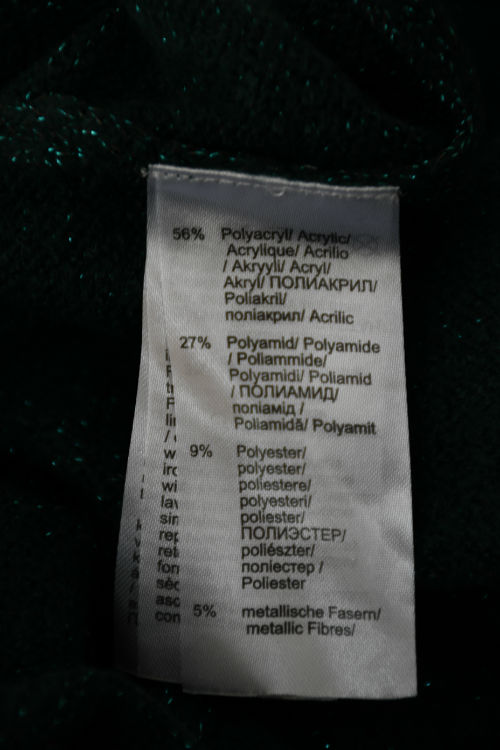 56% Polyacryl/ Acrylic/
Acrylique/ Acrilio
/ Akryyli/ Acryl/
Akryl/ ПОЛИАКРИЛ/
Poliakril/
поліакрил/ Acrilic
27% Polyamid/ Polyamide
/ Poliammide/
Polyamidi/ Poliamid
/ ПОЛИАМИД/
поліамід /
Poliamidă/ Polyamit
9% Polyester/
polyester/
poliestere/
polyesteri/
poliester/
ПОЛИЭСТЕР/
poliészter/
поліестер /
Poliester
5% metallische Fasern/
metallic Fibres/